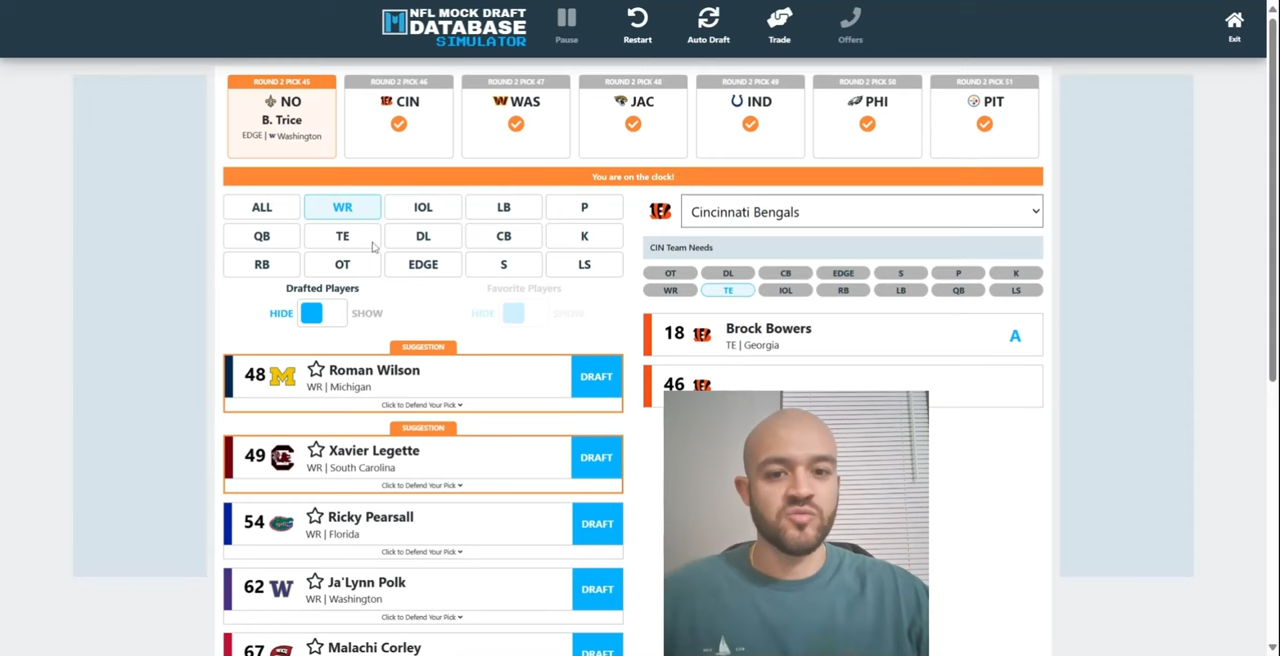 NFL MOCK DRAFT
DATABASE
SIMULATOR
Pause
Restart
Auto Draft
Trade
Offers
Exit
ROUND 2 PICK 45
NO
B. Trice
EDGE | W Washington
ROUND 2 PICK 46
CIN
ROUND 2 PICK 47
W WAS
ROUND 2 PICK 48
JAC
ROUND 2 PICK 49
IND
ROUND 2 PICK 50
PHI
ROUND 2 PICK 51
PIT
You are on the clock!
ALL WR IOL LB P
QB TE DL CB K
RB OT EDGE S LS
Drafted Players
HIDE SHOW
Favorite Players
HIDE SHOW
SUGGESTION
48 M Roman Wilson
WR | Michigan
DRAFT
Click to Defend Your Pick
SUGGESTION
49 Xavier Legette
WR | South Carolina
DRAFT
Click to Defend Your Pick
54 Ricky Pearsall
WR | Florida
DRAFT
Click to Defend Your Pick
62 W Ja'Lynn Polk
WR | Washington
DRAFT
Click to Defend Your Pick
67 Malachi Corley
DRAFT
Cincinnati Bengals
CIN Team Needs
OT DL CB EDGE S P K
WR TE IOL RB LB QB LS
18 Brock Bowers
TE | Georgia
A
46